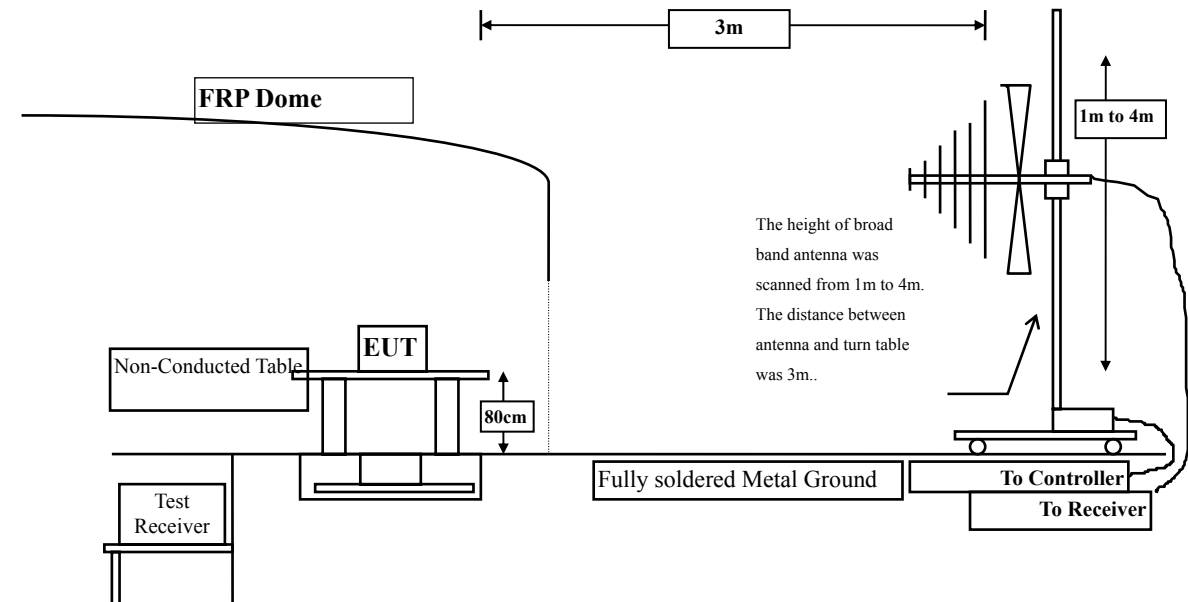 3m
FRP Dome
1m to 4m
The height of broad
band antenna was
scanned from 1m to 4m.
The distance between
antenna and turn table
was 3m..
EUT
Non-Conducted Table
80cm
Fully soldered Metal Ground
To Controller
To Receiver
Test
Receiver